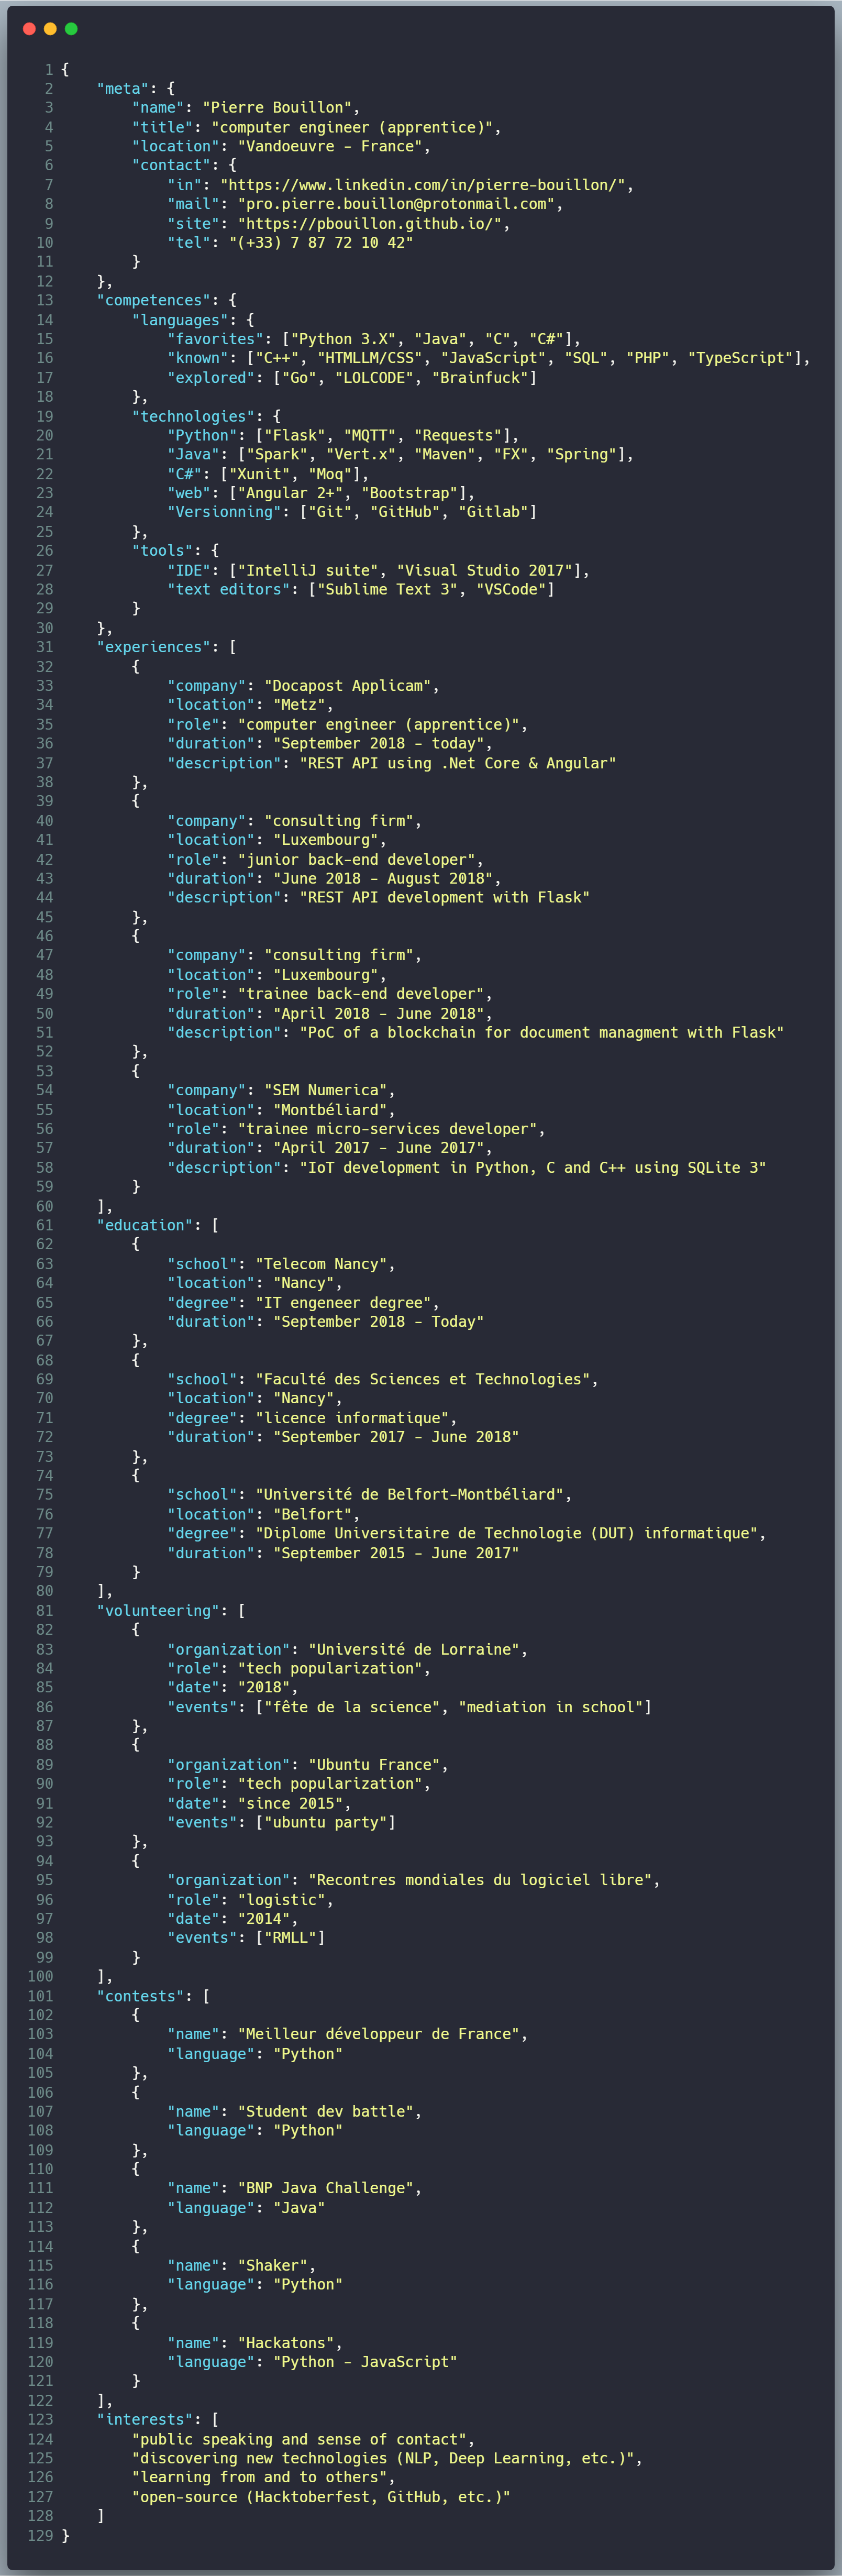 1 {
2     "meta": {
3         "name": "Pierre Bouillon",
4         "title": "computer engineer (apprentice)",
5         "location": "Vandoeuvre - France",
6         "contact": {
7             "in": "https://www.linkedin.com/in/pierre-bouillon/",
8             "mail": "pro.pierre.bouillon@protonmail.com",
9             "site": "https://pbouillon.github.io/",
10             "tel": "(+33) 7 87 72 10 42"
11         }
12     },
13     "competences": {
14         "languages": {
15             "favorites": ["Python 3.X", "Java", "C", "C#"],
16             "known": ["C++", "HTMLLM/CSS", "JavaScript", "SQL", "PHP", "TypeScript"],
17             "explored": ["Go", "LOLCODE", "Brainfuck"]
18         },
19         "technologies": {
20             "Python": ["Flask", "MQTT", "Requests"],
21             "Java": ["Spark", "Vert.x", "Maven", "FX", "Spring"],
22             "C#": ["Xunit", "Moq"],
23             "web": ["Angular 2+", "Bootstrap"],
24             "Versionning": ["Git", "GitHub", "Gitlab"]
25         },
26         "tools": {
27             "IDE": ["IntelliJ suite", "Visual Studio 2017"],
28             "text editors": ["Sublime Text 3", "VSCode"]
29         }
30     },
31     "experiences": [
32         {
33             "company": "Docapost Applicam",
34             "location": "Metz",
35             "role": "computer engineer (apprentice)",
36             "duration": "September 2018 - today",
37             "description": "REST API using .Net Core & Angular"
38         },
39         {
40             "company": "consulting firm",
41             "location": "Luxembourg",
42             "role": "junior back-end developer",
43             "duration": "June 2018 - August 2018",
44             "description": "REST API development with Flask"
45         },
46         {
47             "company": "consulting firm",
48             "location": "Luxembourg",
49             "role": "trainee back-end developer",
50             "duration": "April 2018 - June 2018",
51             "description": "PoC of a blockchain for document managment with Flask"
52         },
53         {
54             "company": "SEM Numerica",
55             "location": "Montbéliard",
56             "role": "trainee micro-services developer",
57             "duration": "April 2017 - June 2017",
58             "description": "IoT development in Python, C and C++ using SQLite 3"
59         }
60     ],
61     "education": [
62         {
63             "school": "Telecom Nancy",
64             "location": "Nancy",
65             "degree": "IT engeneer degree",
66             "duration": "September 2018 - Today"
67         },
68         {
69             "school": "Faculté des Sciences et Technologies",
70             "location": "Nancy",
71             "degree": "licence informatique",
72             "duration": "September 2017 - June 2018"
73         },
74         {
75             "school": "Université de Belfort-Montbéliard",
76             "location": "Belfort",
77             "degree": "Diplome Universitaire de Technologie (DUT) informatique",
78             "duration": "September 2015 - June 2017"
79         }
80     ],
81     "volunteering": [
82         {
83             "organization": "Université de Lorraine",
84             "role": "tech popularization",
85             "date": "2018",
86             "events": ["fête de la science", "mediation in school"]
87         },
88         {
89             "organization": "Ubuntu France",
90             "role": "tech popularization",
91             "date": "since 2015",
92             "events": ["ubuntu party"]
93         },
94         {
95             "organization": "Recontres mondiales du logiciel libre",
96             "role": "logistic",
97             "date": "2014",
98             "events": ["RMLL"]
99         }
100     ],
101     "contests": [
102         {
103             "name": "Meilleur développeur de France",
104             "language": "Python"
105         },
106         {
107             "name": "Student dev battle",
108             "language": "Python"
109         },
110         {
111             "name": "BNP Java Challenge",
112             "language": "Java"
113         },
114         {
115             "name": "Shaker",
116             "language": "Python"
117         },
118         {
119             "name": "Hackatons",
120             "language": "Python - JavaScript"
121         }
122     ],
123     "interests": [
124         "public speaking and sense of contact",
125         "discovering new technologies (NLP, Deep Learning, etc.)",
126         "learning from and to others",
127         "open-source (Hacktoberfest, GitHub, etc.)"
128     ]
129 }